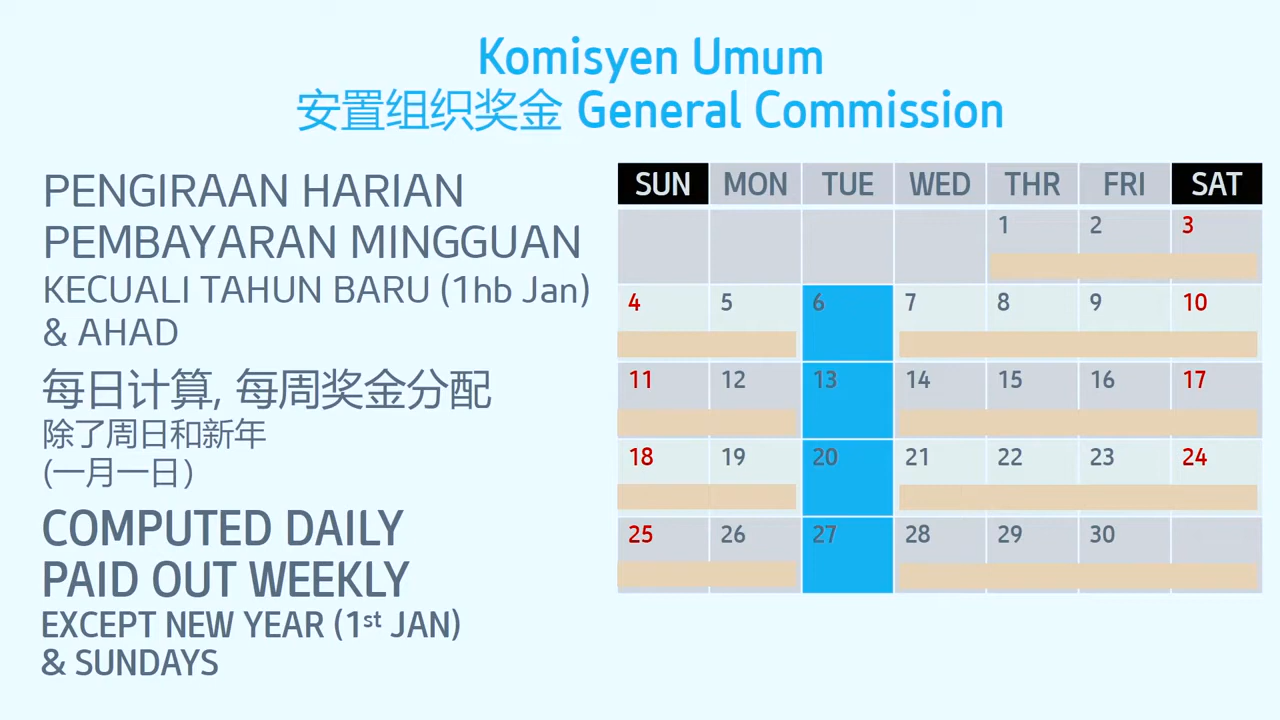 Komisyen Umum
安置组织奖金 General Commission
PENGIRAAN HARIAN
PEMBAYARAN MINGGUAN
KECUALI TAHUN BARU (1hb Jan)
& AHAD
每日计算, 每周奖金分配
除了周日和新年
(一月一日)
COMPUTED DAILY
PAID OUT WEEKLY
EXCEPT NEW YEAR (1st JAN)
& SUNDAYS
SUN MON TUE WED THR FRI SAT
1 2 3
4 5 6 7 8 9 10
11 12 13 14 15 16 17
18 19 20 21 22 23 24
25 26 27 28 29 30